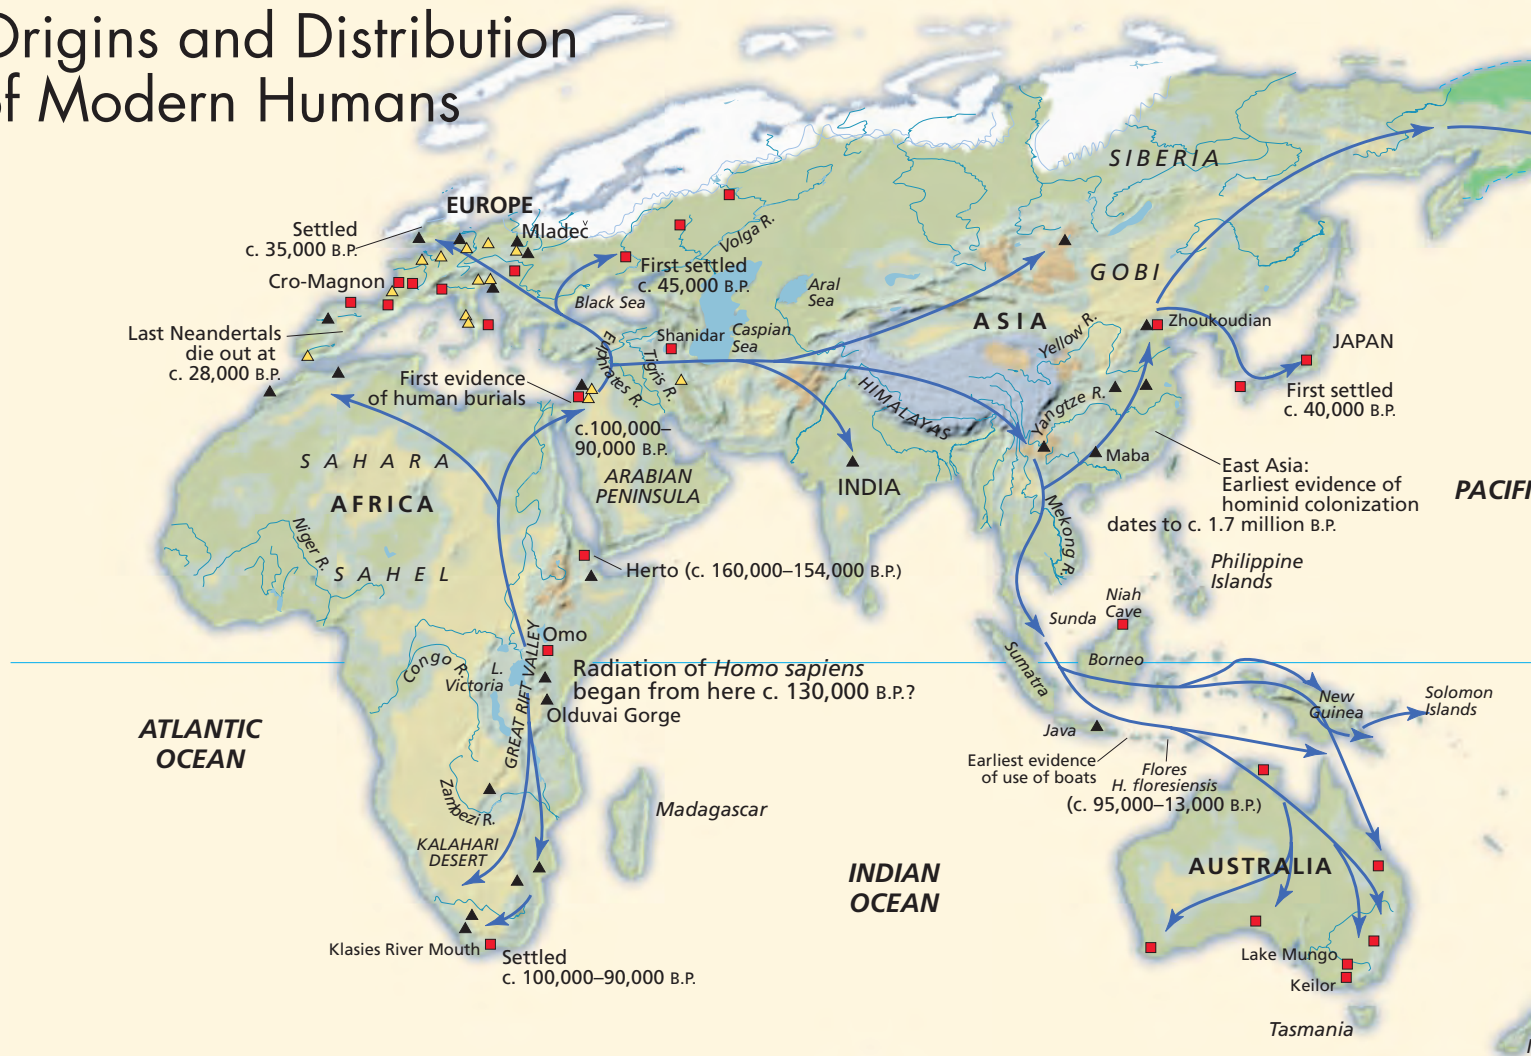 Origins and Distribution
of Modern Humans
SIBERIA
EUROPE
Mladeč
Settled
c. 35,000 B.P.
Volga R.
First settled
c. 45,000 B.P.
Cro-Magnon
Black Sea
Aral
Sea
GOBI
ASIA
Yellow R.
Zhoukoudian
Last Neandertals
die out at
c. 28,000 B.P.
Shanidar
Caspian
Sea
JAPAN
First settled
c. 40,000 B.P.
Euphrates R.
Tigris R.
First evidence
of human burials
c.100,000–
90,000 B.P.
HIMALAYAS
Yangtze R.
Maba
SAHARA
AFRICA
ARABIAN
PENINSULA
INDIA
East Asia:
Earliest evidence of
hominid colonization
dates to c. 1.7 million B.P.
PACIFI
Niger R.
SAHEL
Herto (c. 160,000–154,000 B.P.)
Mekong R.
Philippine
Islands
Niah
Cave
Sunda
Omo
Congo R.
L.
Victoria
GREAT RIFT VALLEY
Radiation of Homo sapiens
began from here c. 130,000 B.P.?
Olduvai Gorge
Sumatra
Borneo
New
Guinea
Solomon
Islands
ATLANTIC
OCEAN
Java
Earliest evidence
of use of boats
Flores
H. floresiensis
(c. 95,000–13,000 B.P.)
Zambezi R.
Madagascar
KALAHARI
DESERT
INDIAN
OCEAN
AUSTRALIA
Klasies River Mouth
Settled
c. 100,000–90,000 B.P.
Lake Mungo
Keilor
Tasmania